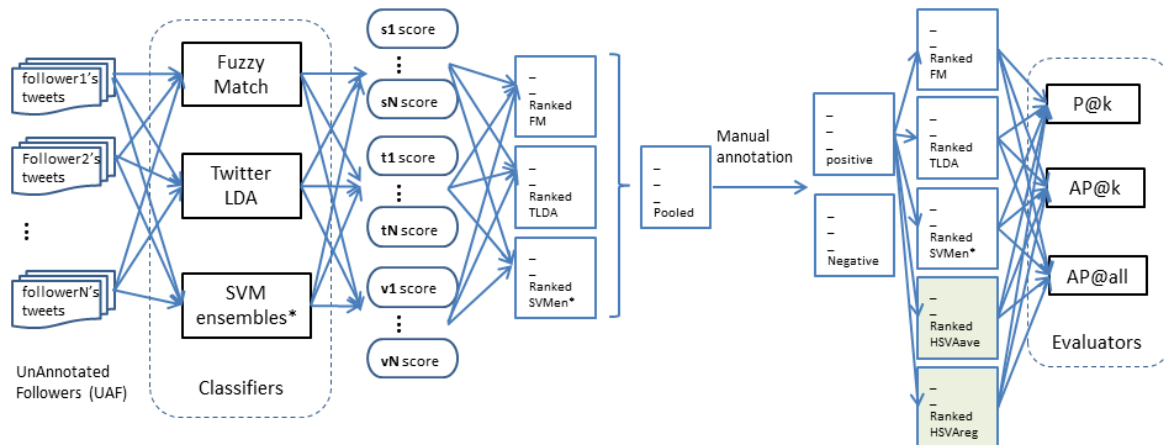 follower1's
tweets
Follower2's
tweets
⋮
followerN's
tweets
UnAnnotated
Followers (UAF)
Fuzzy
Match
Twitter
LDA
SVM
ensembles*
Classifiers
s1 score
⋮
sN score
t1 score
⋮
tN score
v1 score
⋮
vN score
–
–
Ranked
FM
–
–
Ranked
TLDA
–
–
Ranked
SVMen*
–
–
–
Pooled
Manual
annotation
–
–
–
positive
–
–
–
Negative
–
–
Ranked
FM
–
–
Ranked
TLDA
–
–
Ranked
SVMen*
–
–
Ranked
HSVAave
–
–
Ranked
HSVAreg
P@k
AP@k
AP@all
Evaluators